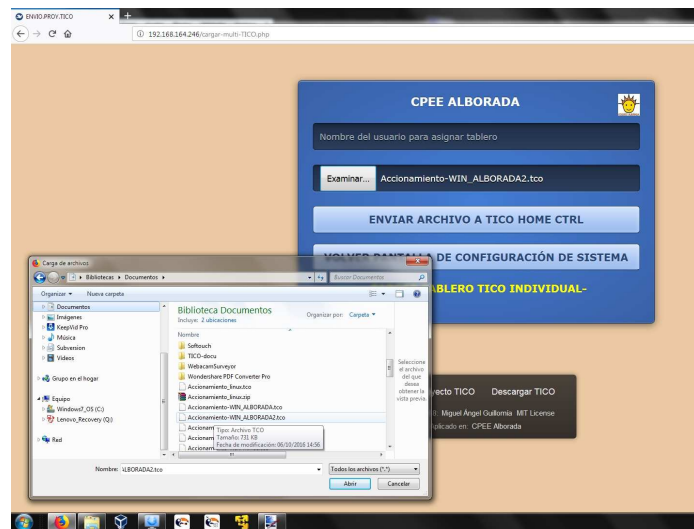 ENVIO.PROY.TICO
192.168.164.246/cargar-multi-TICO.php
CPEE ALBORADA
Nombre del usuario para asignar tablero
Examinar... Accionamiento-WIN_ALBORADA2.tco
ENVIAR ARCHIVO A TICO HOME CTRL
VOLVER PANTALLA DE CONFIGURACIÓN DE SISTEMA
TABLERO TICO INDIVIDUAL-
Carga de archivos
Bibliotecas Documentos
Buscar Documentos
Organizar Nueva carpeta
Documentos
Imágenes
KeepVid Pro
Música
Subversion
Vídeos
Grupo en el hogar
Equipo
Windows7_OS (C:)
Lenovo_Recovery (Q:)
Red
Biblioteca Documentos
Incluye: 2 ubicaciones
Organizar por: Carpeta
Nombre
Softouch
TICO-docu
WebacamSurveyor
Wondershare PDF Converter Pro
Accionamiento_linux.tco
Accionamiento_linux.zip
Accionamiento-WIN_ALBORADA.tco
Accionamiento-WIN_ALBORADA2.tco
Tipo: Archivo TCO
Tamaño: 731 KB
Fecha de modificación: 06/10/2016 14:56
Seleccione
el archivo
del que
desea
obtener la
vista previa.
Nombre: \LBORADA2.tco
Todos los archivos (*.*)
Abrir Cancelar
yecto TICO Descargar TICO
Miguel Ángel Guillomia MIT License
plicado en: CPEE Alborada